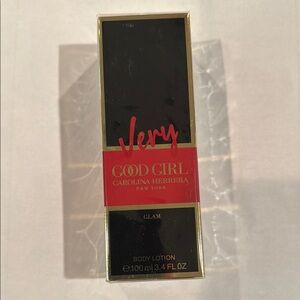 Very
GOOD GIRL
CAROLINA HERRERA
NEW YORK
GLAM
BODY LOTION
℮100 ml 3.4 FL OZ